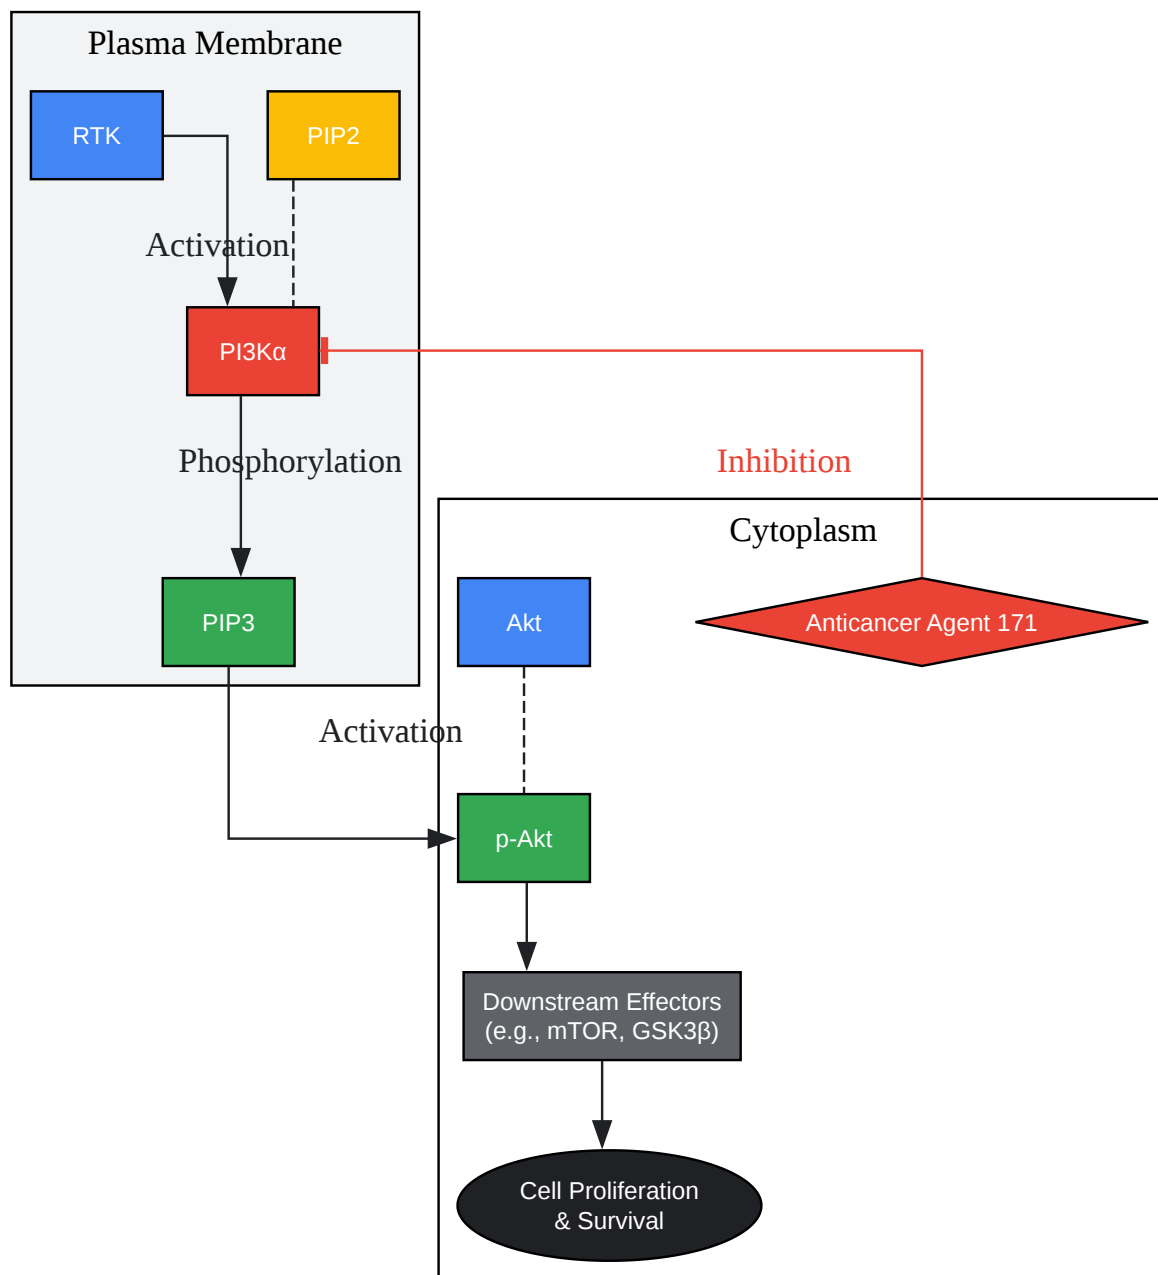 Plasma Membrane
RTK
PIP2
Activation
PI3Kα
Phosphorylation
Inhibition
Cytoplasm
PIP3
Akt
Anticancer Agent 171
Activation
p-Akt
Downstream Effectors
(e.g., mTOR, GSK3β)
Cell Proliferation
& Survival